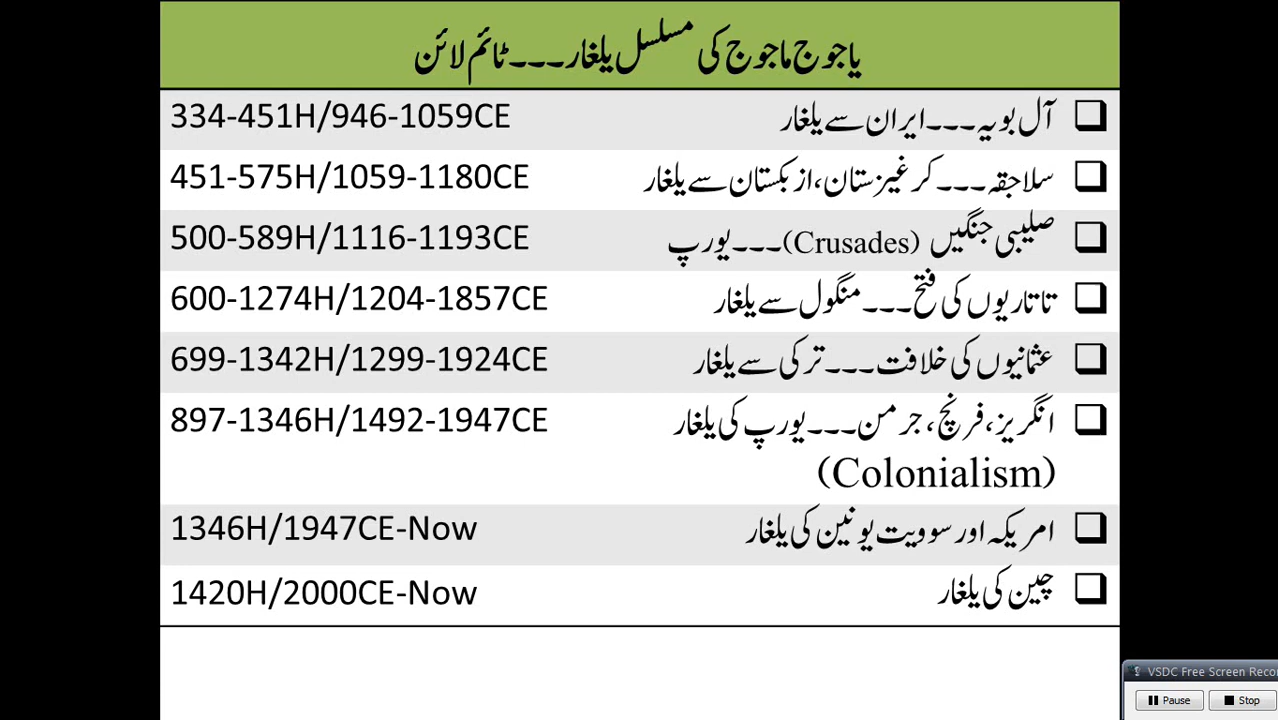 یاجوج ماجوج کی مسلسل یلغار۔۔۔ٹائم لائن
آل بویہ۔۔۔ایران سے یلغار 334-451H/946-1059CE
سلاجقہ۔۔۔کرغیزستان،ازبکستان سے یلغار 451-575H/1059-1180CE
صلیبی جنگیں (Crusades)۔۔۔یورپ 500-589H/1116-1193CE
تاتاریوں کی فتح۔۔۔منگول سے یلغار 600-1274H/1204-1857CE
عثمانیوں کی خلافت۔۔۔ترکی سے یلغار 699-1342H/1299-1924CE
انگریز،فرنچ،جرمن۔۔۔یورپ کی یلغار 897-1346H/1492-1947CE
(Colonialism)
امریکہ اور سوویت یونین کی یلغار 1346H/1947CE-Now
چین کی یلغار 1420H/2000CE-Now
VSDC Free Screen Reco
Pause Stop